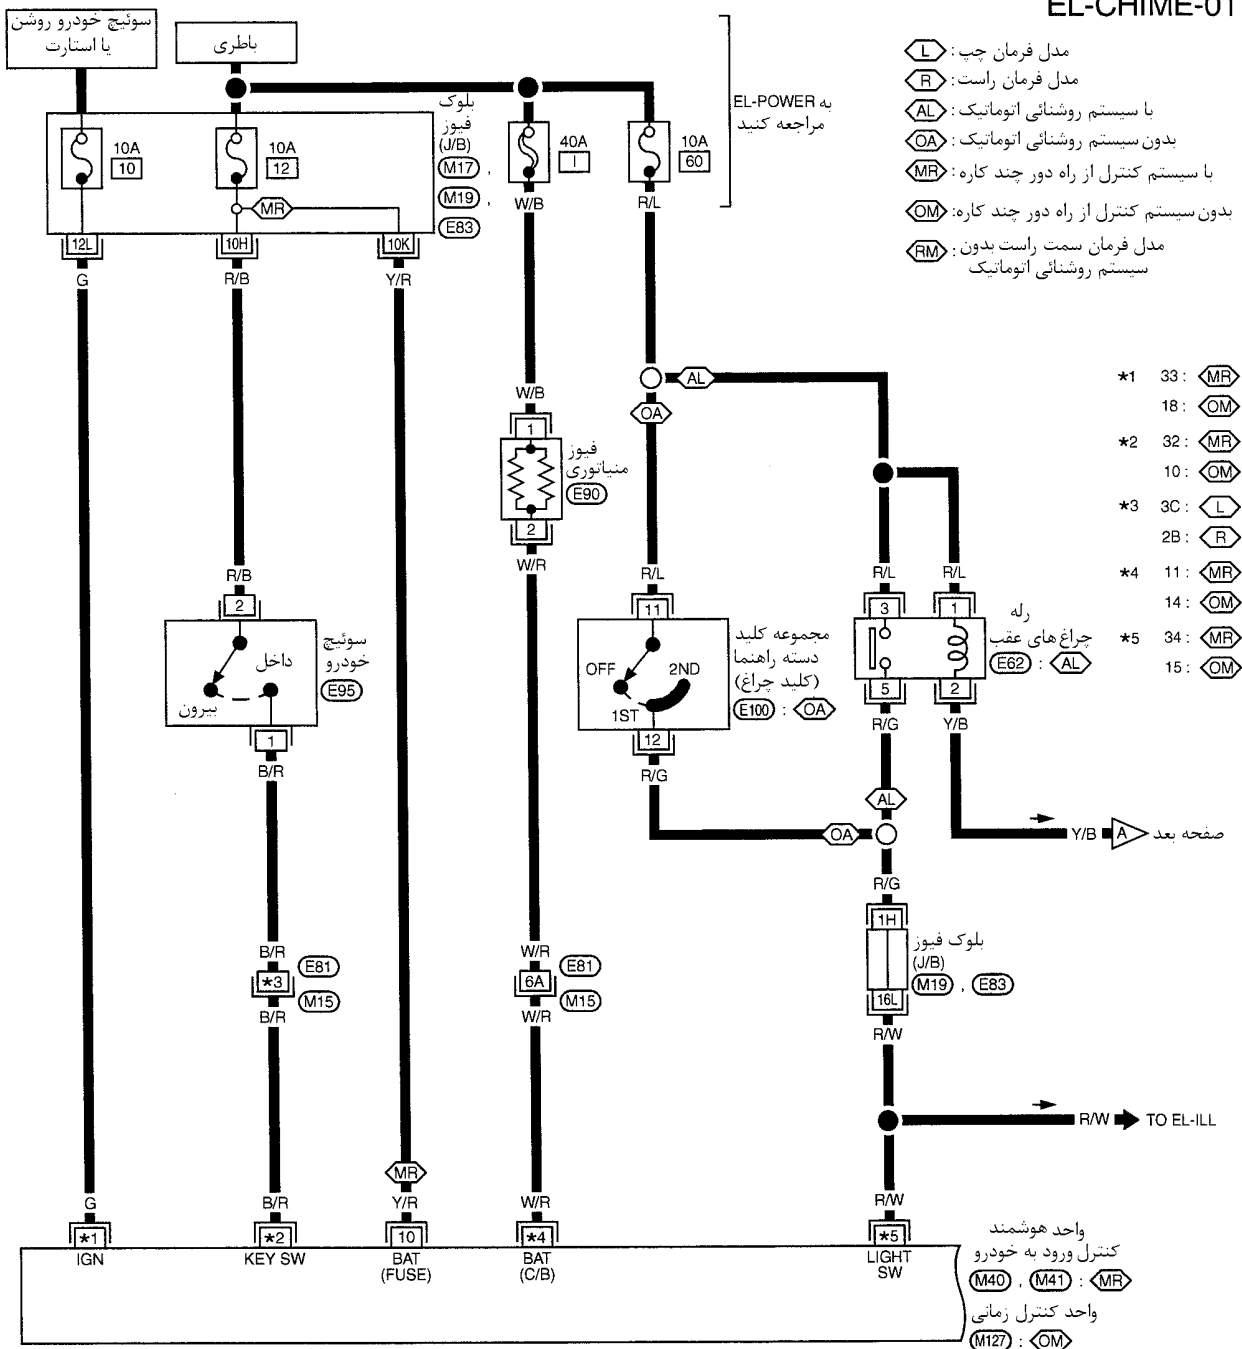 EL-CHIME-01
سوئیچ خودرو روشن
یا استارت
باطری
L : مدل فرمان چپ
R : مدل فرمان راست
AL : با سیستم روشنائی اتوماتیک
OA : بدون سیستم روشنائی اتوماتیک
MR : با سیستم کنترل از راه دور چند کاره
OM : بدون سیستم کنترل از راه دور چند کاره
RM : مدل فرمان سمت راست بدون
سیستم روشنائی اتوماتیک
به EL-POWER
مراجعه کنید
بلوک
فیوز
(J/B)
M17 ,
M19 ,
E83
10A
10
10A
12
40A
I
10A
60
MR
12L
10H
10K
W/B
R/L
G
R/B
Y/R
AL
OA
*1 33 : MR
18 : OM
*2 32 : MR
10 : OM
*3 3C : L
2B : R
*4 11 : MR
14 : OM
*5 34 : MR
15 : OM
W/B
1
فیوز
منیاتوری
E90
2
W/R
R/B
2
سوئیچ
خودرو
E95
داخل
بیرون
1
B/R
R/L
11
مجموعه کلید
دسته راهنما
(کلید چراغ)
E100 : OA
OFF
2ND
1ST
12
R/G
R/L
R/L
3
1
رله
چراغ های عقب
E62 : AL
5
2
R/G
Y/B
AL
OA
Y/B
A
صفحه بعد
R/G
1H
بلوک فیوز
(J/B)
M19 , E83
16L
R/W
B/R
*3
E81
M15
B/R
W/R
6A
E81
M15
W/R
R/W
TO EL-ILL
MR
G
B/R
Y/R
W/R
R/W
*1
*2
10
*4
*5
IGN
KEY SW
BAT
(FUSE)
BAT
(C/B)
LIGHT
SW
واحد هوشمند
کنترل ورود به خودرو
M40 , M41 : MR
واحد کنترل زمانی
M127 : OM